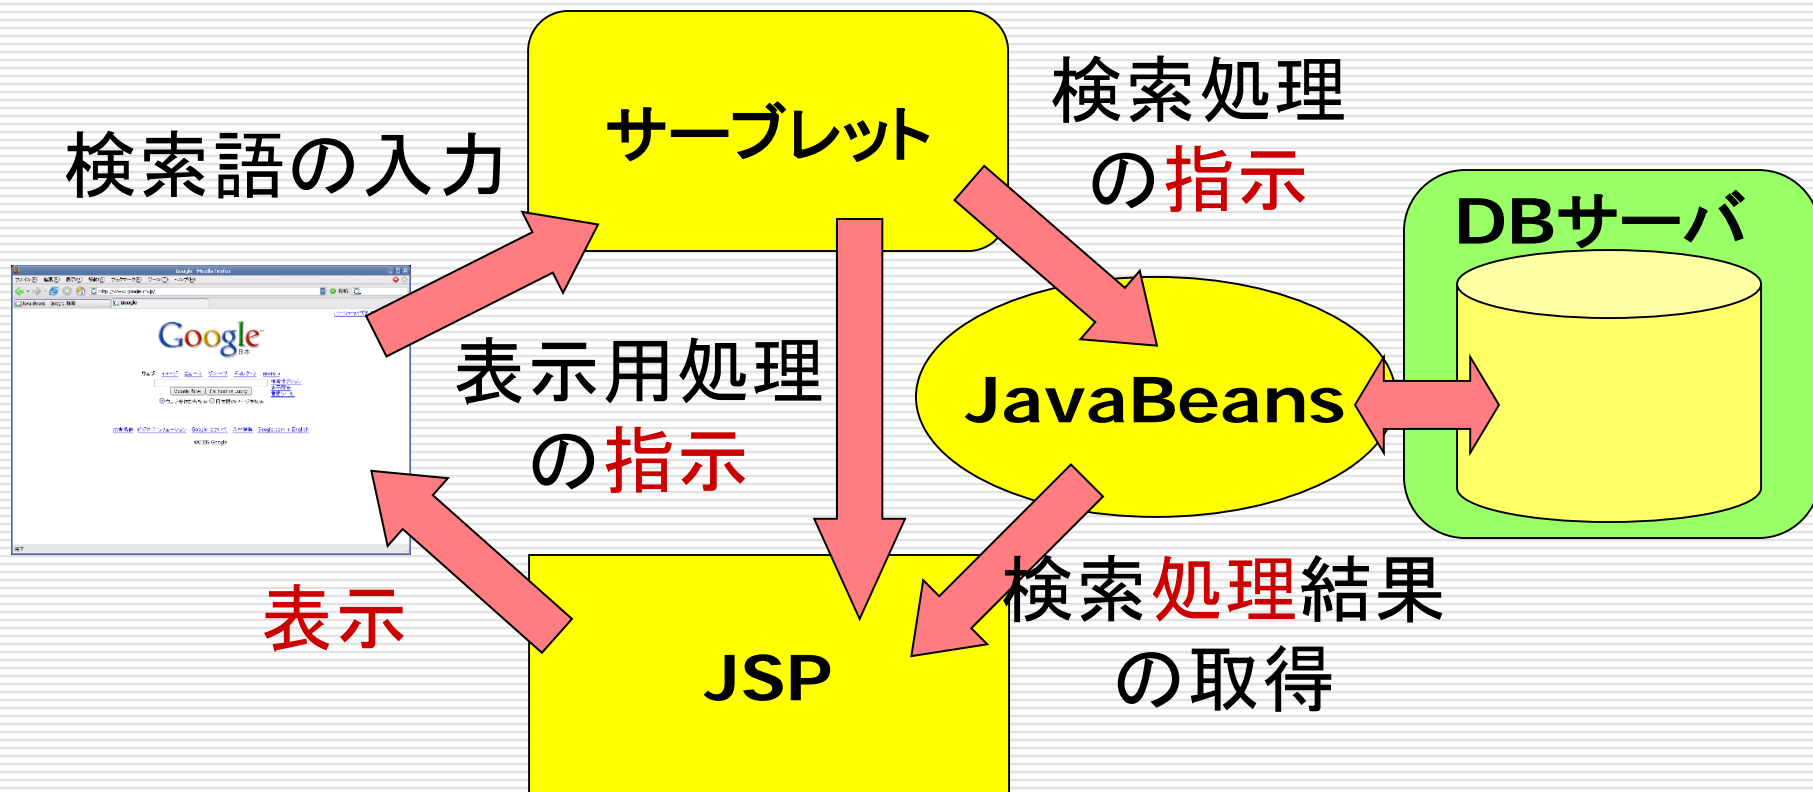 サーブレット
検索処理
の指示
検索語の入力
DBサーバ
Google
表示用処理
の指示
JavaBeans
表示
検索処理結果
の取得
JSP